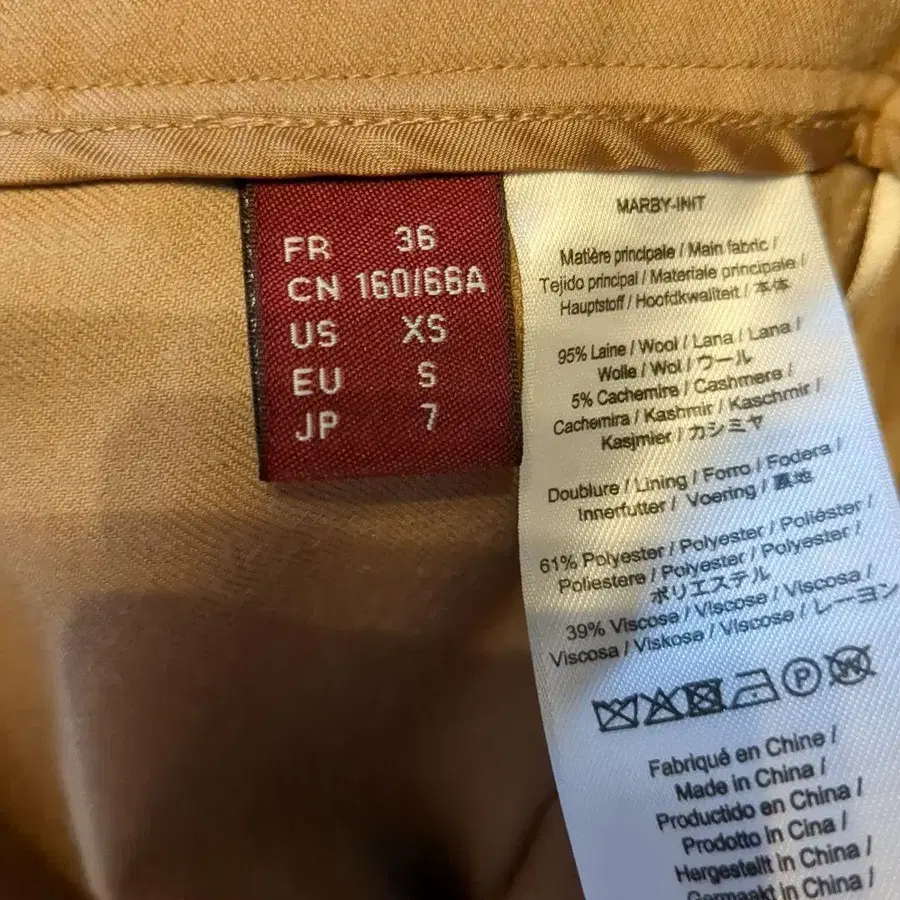 FR 36
CN 160/66A
US XS
EU S
JP 7
MARBY-INIT
Matière principale / Main fabric /
Tejido principal / Materiale principale /
Hauptstoff / Hoofdkwaliteit / 本体
95% Laine / Wool / Lana / Lana /
Wolle / Wol / ウール
5% Cachemire / Cashmere /
Cachemira / Kashmir / Kaschmir /
Kasjmier / カシミヤ
Doublure / Lining / Forro / Fodera /
Innerfutter / Voering / 裏地
61% Polyester / Polyester / Poliéster /
Poliestere / Polyester / Polyester /
ポリエステル
39% Viscose / Viscose / Viscosa /
Viscosa / Viskose / Viscose / レーヨン
P
W
Fabriqué en Chine /
Made in China /
Productido en China /
Prodotto in Cina /
Hergestellt in China /
Gemaakt in China /